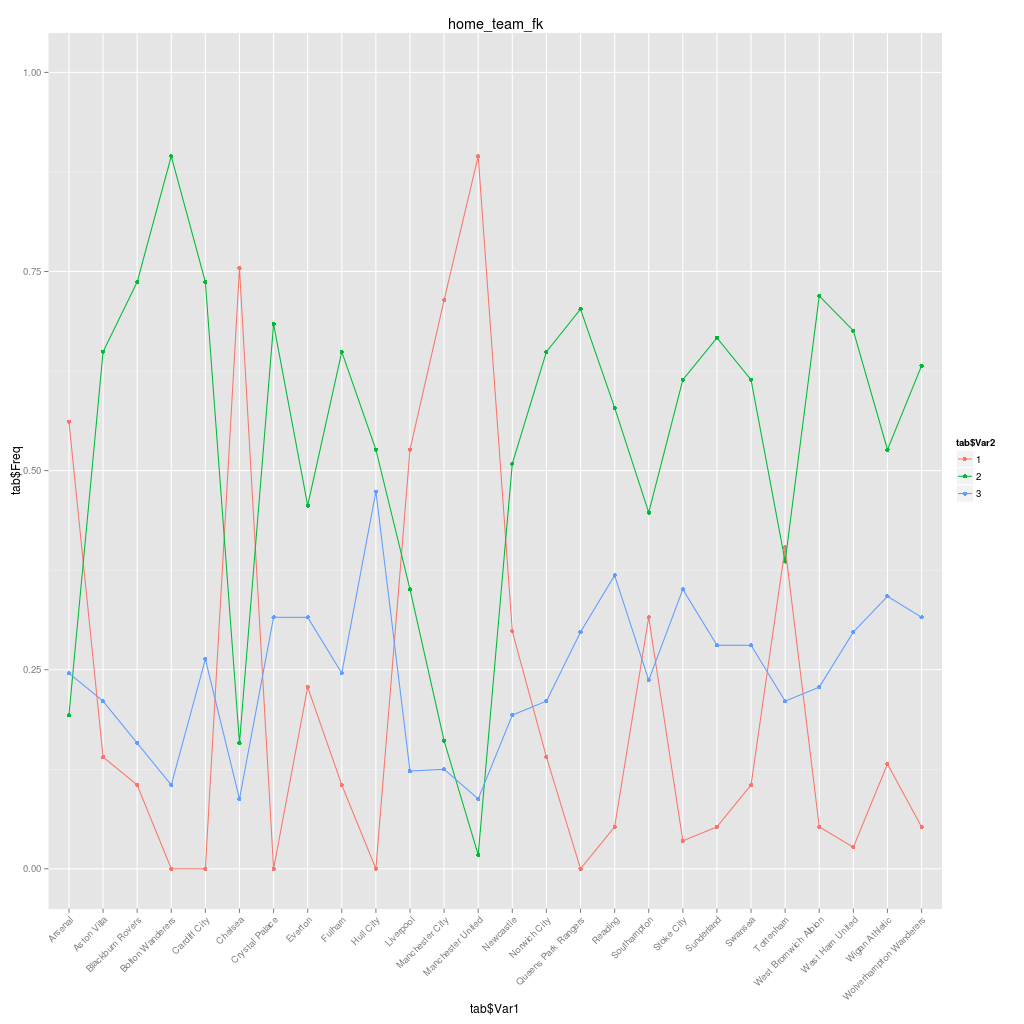 home_team_fk
1.00
0.75
0.50
0.25
0.00
tab$Freq
Arsenal
Aston Villa
Blackburn Rovers
Bolton Wanderers
Cardiff City
Chelsea
Crystal Palace
Everton
Fulham
Hull City
Liverpool
Manchester City
Manchester United
Newcastle
Norwich City
Queens Park Rangers
Reading
Southampton
Stoke City
Sunderland
Swansea
Tottenham
West Bromwich Albion
West Ham United
Wigan Athletic
Wolverhampton Wanderers
tab$Var1
tab$Var2
1
2
3